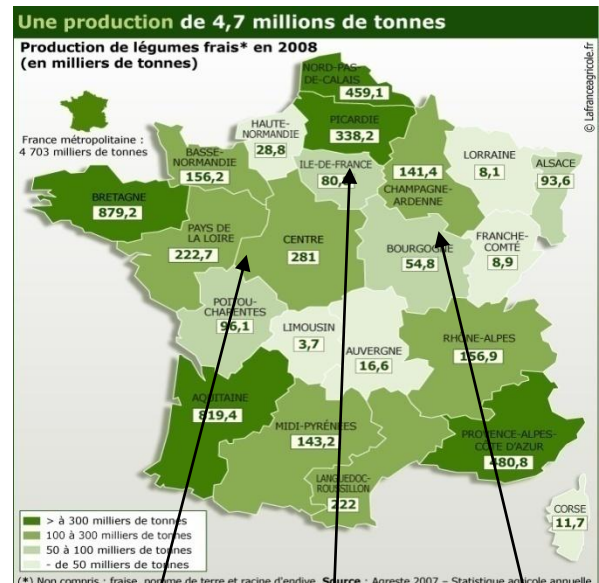 Une production de 4,7 millions de tonnes
Production de légumes frais* en 2008
(en milliers de tonnes)
© Lafranceagricole.fr
France métropolitaine :
4 703 milliers de tonnes
NORD-PAS-
DE-CALAIS
459,1
PICARDIE
338,2
HAUTE-
NORMANDIE
28,8
BASSE-
NORMANDIE
156,2
ILE-DE-FRANCE
CHAMPAGNE-
ARDENNE
141,4
LORRAINE
8,1
ALSACE
93,6
BRETAGNE
879,2
PAYS DE
LA LOIRE
222,7
CENTRE
281
BOURGOGNE
54,8
FRANCHE-
COMTÉ
8,9
POITOU-
CHARENTES
96,1
LIMOUSIN
3,7
AUVERGNE
16,6
RHÔNE-ALPES
156,9
AQUITAINE
819,4
MIDI-PYRÉNÉES
143,2
LANGUEDOC-
ROUSSILLON
222
PROVENCE-ALPES-
CÔTE D'AZUR
480,8
CORSE
11,7
> à 300 milliers de tonnes
100 à 300 milliers de tonnes
50 à 100 milliers de tonnes
- de 50 milliers de tonnes
(*) Non compris : fraise, pomme de terre et racine d'endive. Source : Agreste 2007 – Statistique agricole annuelle